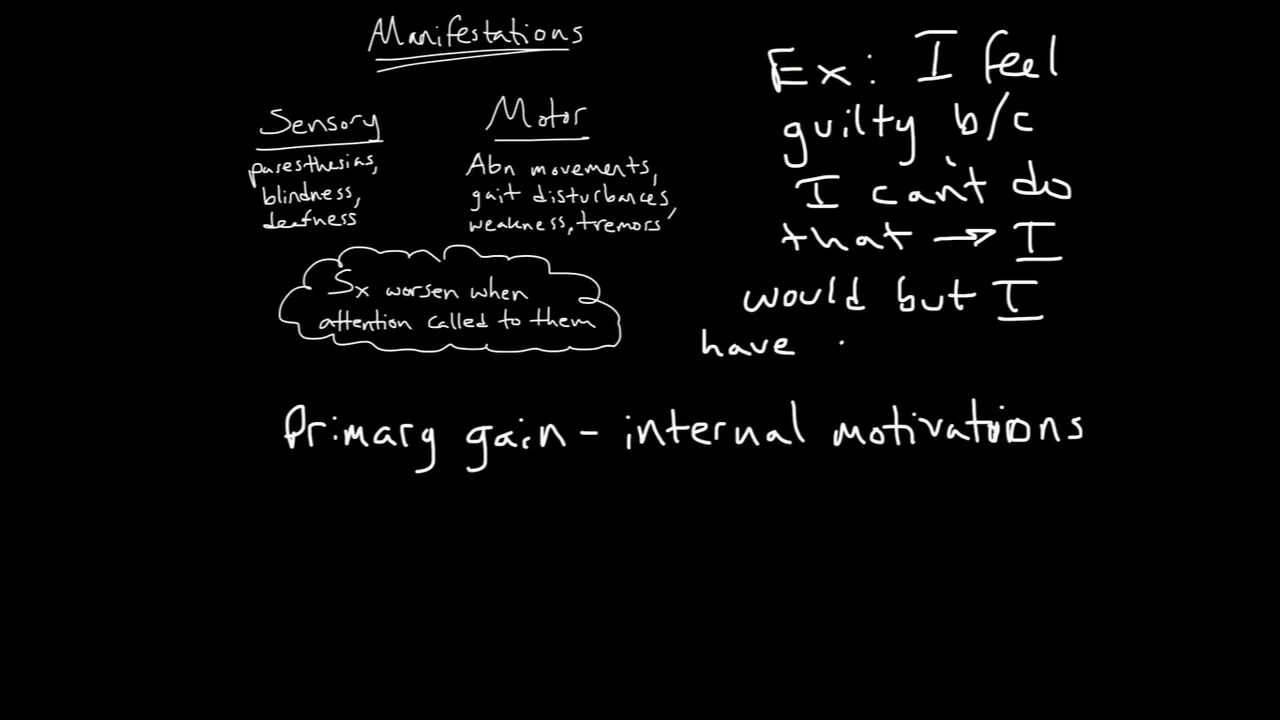 Manifestations
Sensory
paresthesias,
blindness,
deafness
Motor
Abn movements,
gait disturbances,
weakness, tremors
Sx worsen when
attention called to them
Ex: I feel
guilty b/c
I can't do
that → I
would but I
have
Primary gain - internal motivations